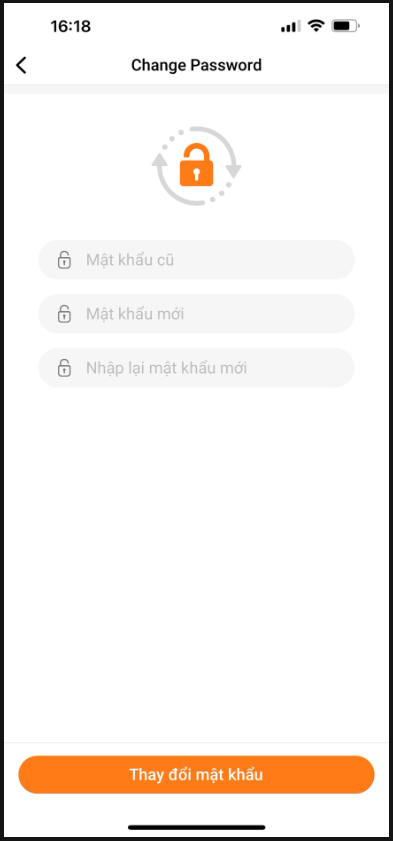 16:18
Change Password
Mật khẩu cũ
Mật khẩu mới
Nhập lại mật khẩu mới
Thay đổi mật khẩu